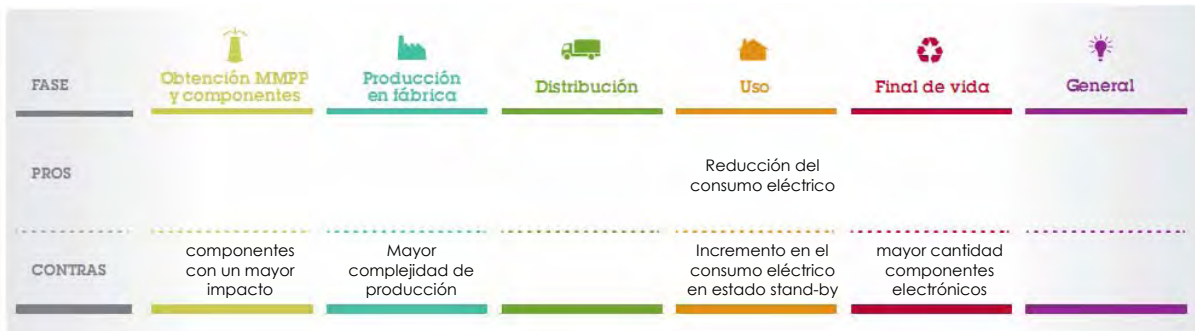 FASE
Obtención MMPP
y componentes
Producción
en fábrica
Distribución
Uso
Final de vida
General
PROS
Reducción del
consumo eléctrico
CONTRAS
componentes
con un mayor
impacto
Mayor
complejidad de
producción
Incremento en el
consumo eléctrico
en estado stand-by
mayor cantidad
componentes
electrónicos